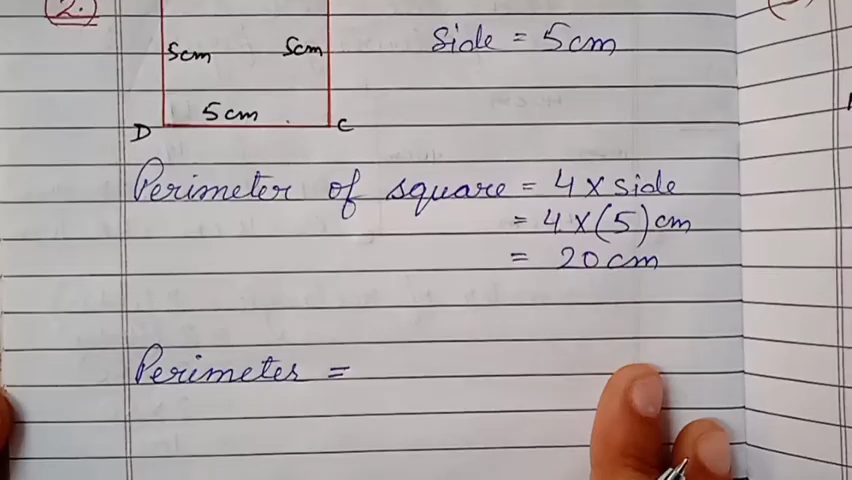 2.
5cm 5cm Side = 5cm
5cm
D C
Perimeter of square = 4 x side
= 4 x (5) cm
= 20 cm
Perimeter =